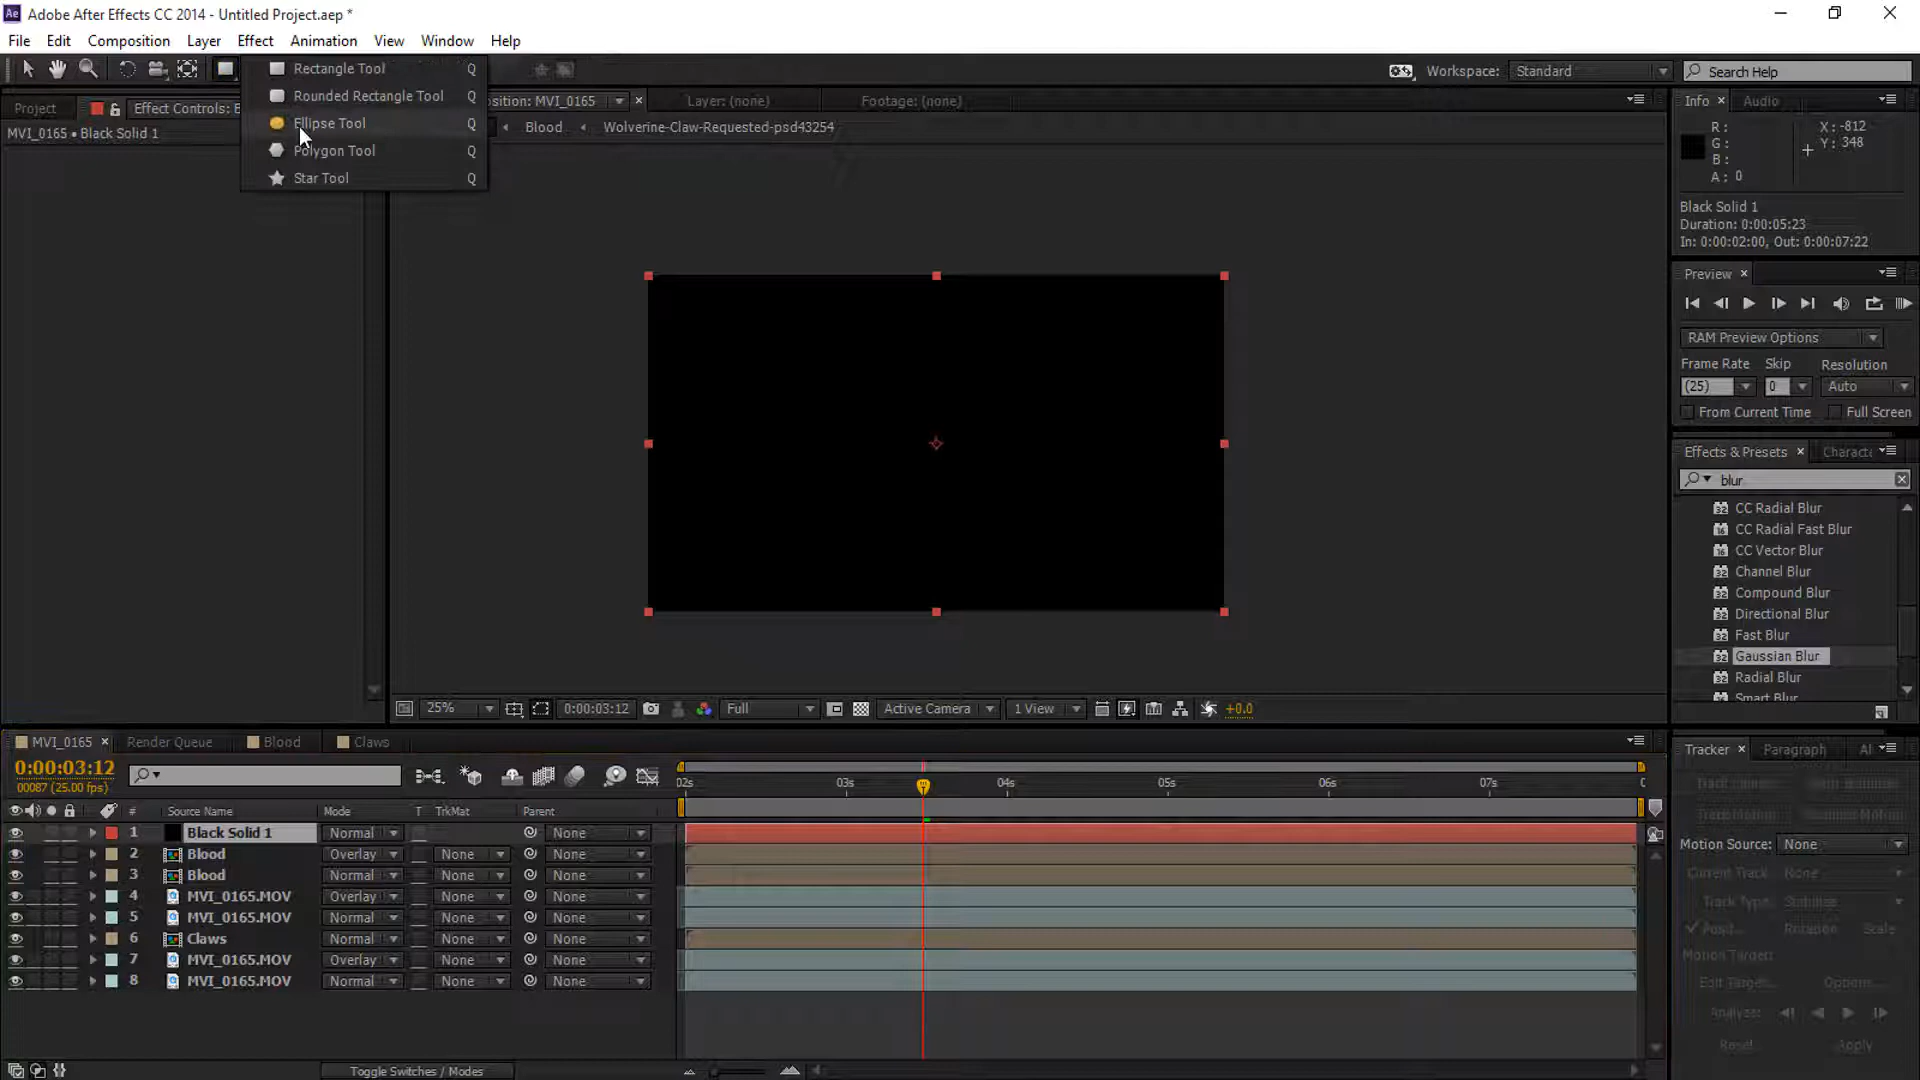 Adobe After Effects CC 2014 - Untitled Project.aep *
File Edit Composition Layer Effect Animation View Window Help
Rectangle Tool Q
Rounded Rectangle Tool Q
Ellipse Tool Q
Polygon Tool Q
Star Tool Q
Workspace: Standard
Search Help
Project
Effect Controls: B
MVI_0165 • Black Solid 1
position: MVI_0165
Layer: (none)
Footage: (none)
Blood
Wolverine-Claw-Requested-psd43254
Info Audio
R:
G:
B:
A: 0
X: -812
Y: 348
Black Solid 1
Duration: 0:00:05:23
In: 0:00:02:00, Out: 0:00:07:22
Preview
RAM Preview Options
Frame Rate Skip Resolution
(25) 0 Auto
From Current Time Full Screen
Effects & Presets Characte
blur
CC Radial Blur
CC Radial Fast Blur
CC Vector Blur
Channel Blur
Compound Blur
Directional Blur
Fast Blur
Gaussian Blur
Radial Blur
Smart Blur
25% 0:00:03:12 Full Active Camera 1 View +0.0
MVI_0165 Render Queue Blood Claws
0:00:03:12
00087 (25.00 fps)
02s 03s 04s 05s 06s 07s
# Source Name Mode T TrkMat Parent
1 Black Solid 1 Normal None
2 Blood Overlay None None
3 Blood Normal None None
4 MVI_0165.MOV Overlay None None
5 MVI_0165.MOV Normal None None
6 Claws Normal None None
7 MVI_0165.MOV Overlay None None
8 MVI_0165.MOV Normal None None
Toggle Switches / Modes
Tracker Paragraph Al
Track Motion
Motion Source: None
Current Track: None
Track Type: Stabilize
Rotation Scale
Motion Target:
Edit Target... Options...
Analyze:
Reset Apply